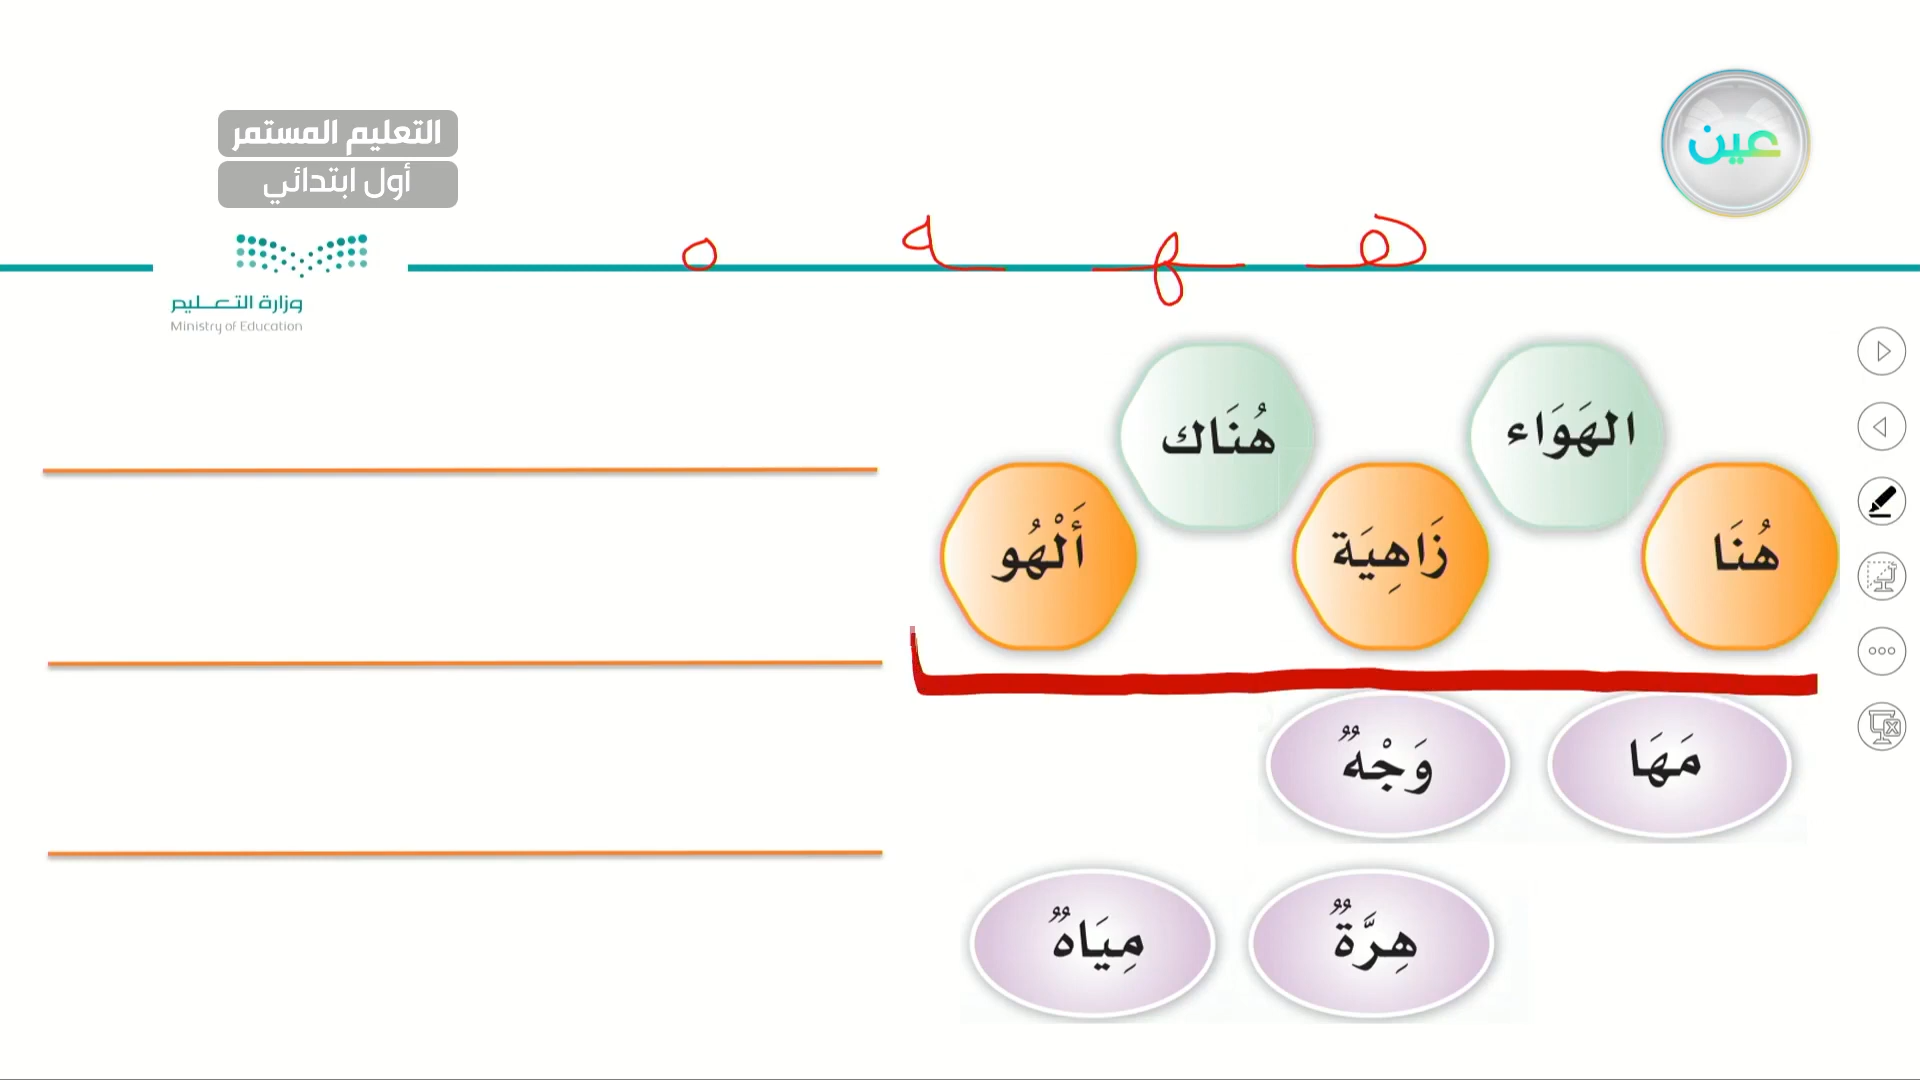 عين
التعليم المستمر
أول ابتدائي
وزارة التعليم
Ministry of Education
هـ ـهـ ـه ه
الهَوَاء هُنَاك
هُنَا زَاهِيَة أَلْهُو
مَهَا وَجْهٌ
هِرَّةٌ مِيَاهٌ